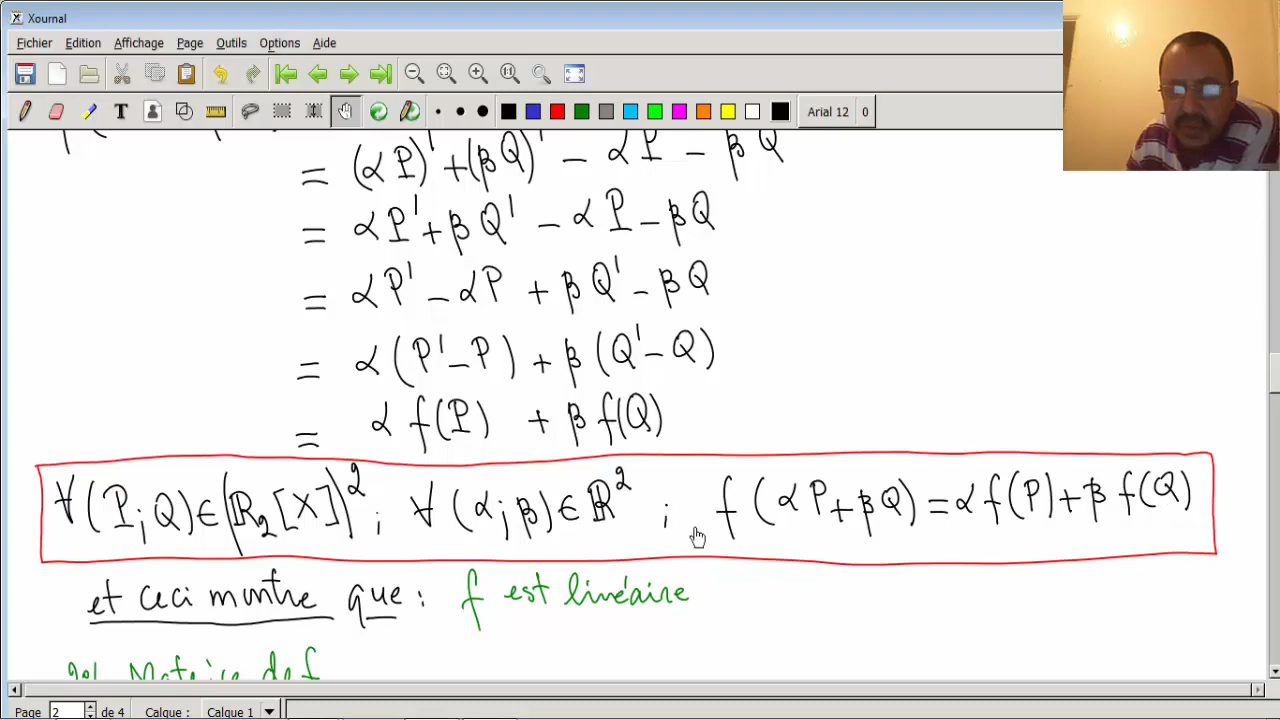 Xournal
Fichier Edition Affichage Page Outils Options Aide
Arial 12 0
= (αP)' + (βQ)' - αP - βQ
= αP' + βQ' - αP - βQ
= αP' - αP + βQ' - βQ
= α(P' - P) + β(Q' - Q)
= α f(P) + β f(Q)
∀(P;Q)∈(ℝ₂[X])²; ∀(α;β)∈ℝ²; f(αP+βQ)=αf(P)+βf(Q)
et ceci montre que : f est linéaire
Matrice de f
Page 2 de 4 Calque : Calque 1